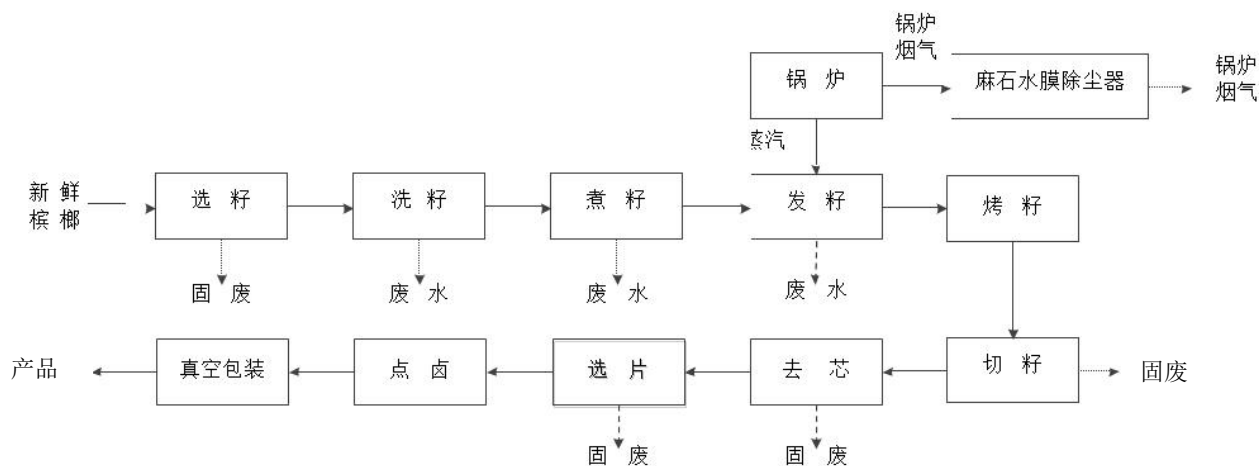 锅炉
烟气
锅 炉
麻石水膜除尘器
锅炉
烟气
蒸汽
新 鲜
槟 榔
选 籽
洗 籽
煮 籽
发 籽
烤 籽
固 废
废 水
废 水
废 水
产品
真空包装
点 卤
选 片
去 芯
切 籽
固废
固 废
固 废